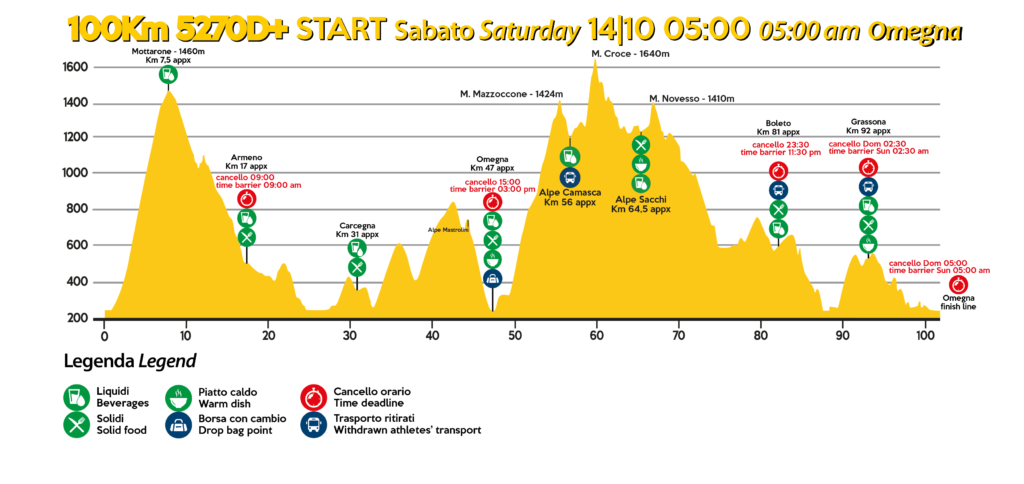 100Km 5270D+ START Sabato Saturday 14|10 05:00 05:00 am Omegna
Mottarone - 1460m
Km 7,5 appx
M. Croce - 1640m
M. Mazzoccone - 1424m
M. Novesso - 1410m
1600
1400
1200
1000
800
600
400
200
Armeno
Km 17 appx
cancello 09:00
time barrier 09:00 am
Carcegna
Km 31 appx
Alpe Mastrolini
Omegna
Km 47 appx
cancello 15:00
time barrier 03:00 pm
Alpe Camasca
Km 56 appx
Alpe Sacchi
Km 64,5 appx
Boleto
Km 81 appx
cancello 23:30
time barrier 11:30 pm
Grassona
Km 92 appx
cancello Dom 02:30
time barrier Sun 02:30 am
cancello Dom 05:00
time barrier Sun 05:00 am
Omegna
finish line
0 10 20 30 40 50 60 70 80 90 100
Legenda Legend
Liquidi
Beverages
Solidi
Solid food
Piatto caldo
Warm dish
Borsa con cambio
Drop bag point
Cancello orario
Time deadline
Trasporto ritirati
Withdrawn athletes' transport